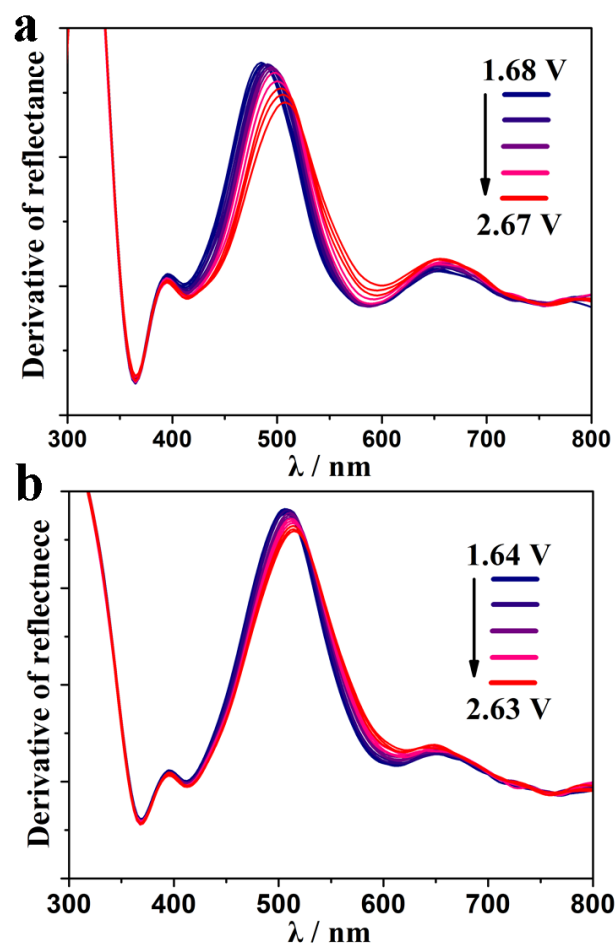 a
Derivative of reflectance
1.68 V
2.67 V
300 400 500 600 700 800
λ / nm
b
Derivative of reflectnece
1.64 V
2.63 V
300 400 500 600 700 800
λ / nm